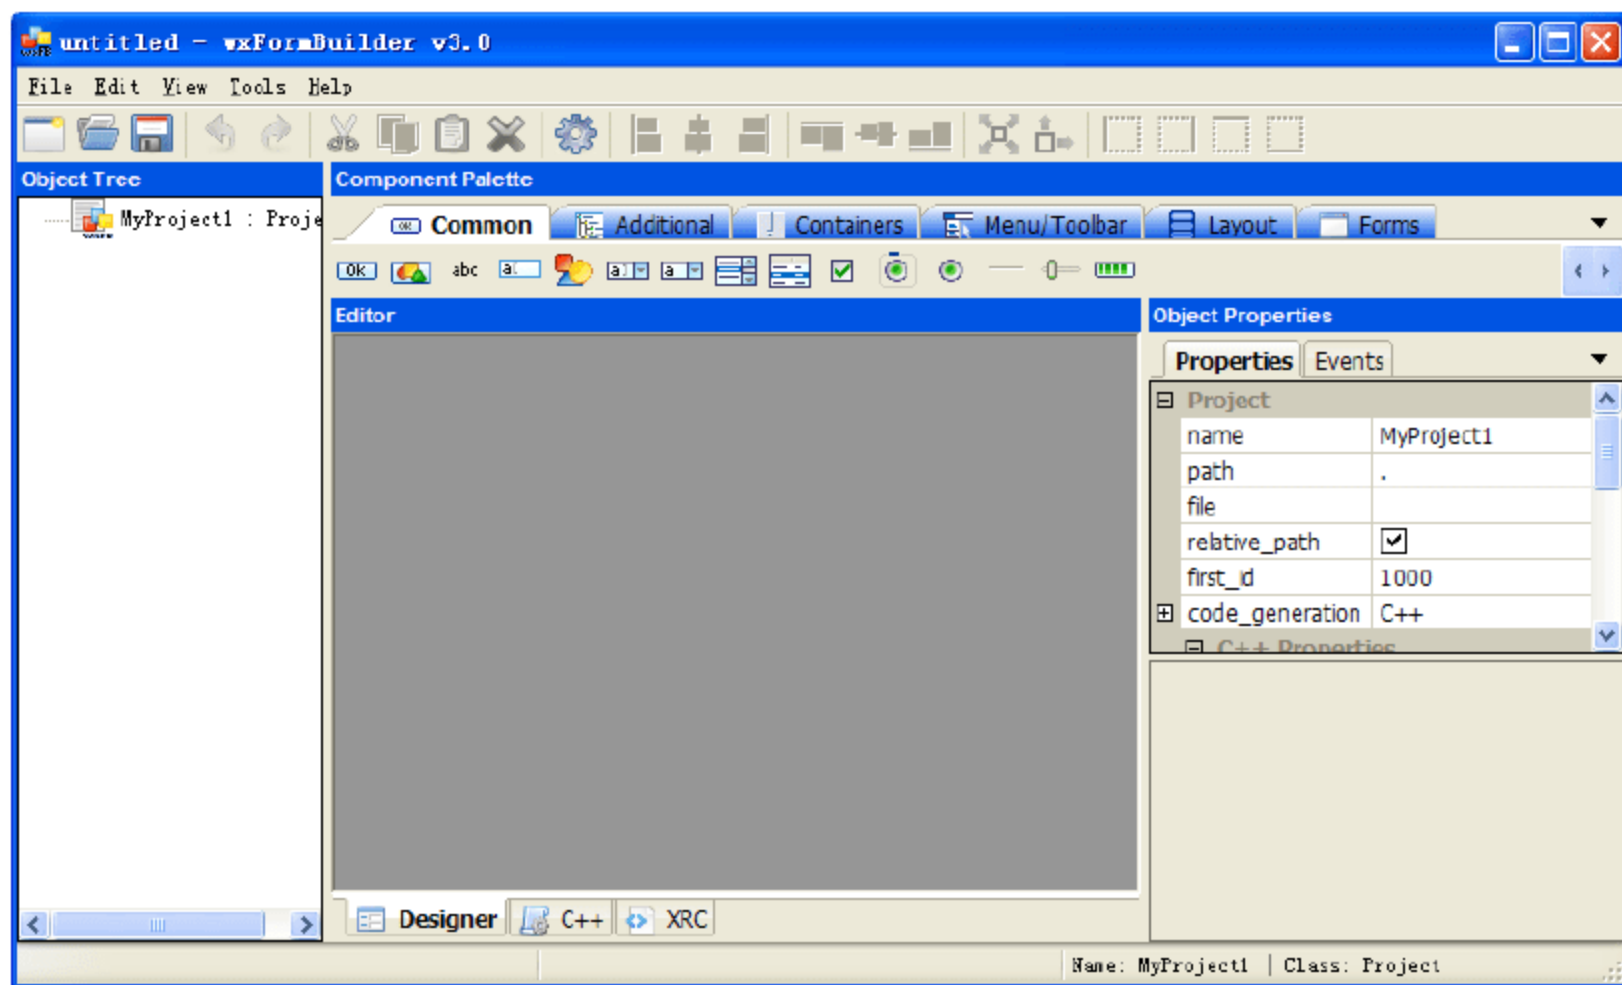 untitled - wxFormBuilder v3.0
File Edit View Tools Help
Object Tree
MyProject1 : Proje
Component Palette
Common Additional Containers Menu/Toolbar Layout Forms
OK abc a a a
Editor
Object Properties
Properties Events
Project
name MyProject1
path .
file
relative_path
first_id 1000
code_generation C++
C++ Properties
Designer C++ XRC
Name: MyProject1 | Class: Project